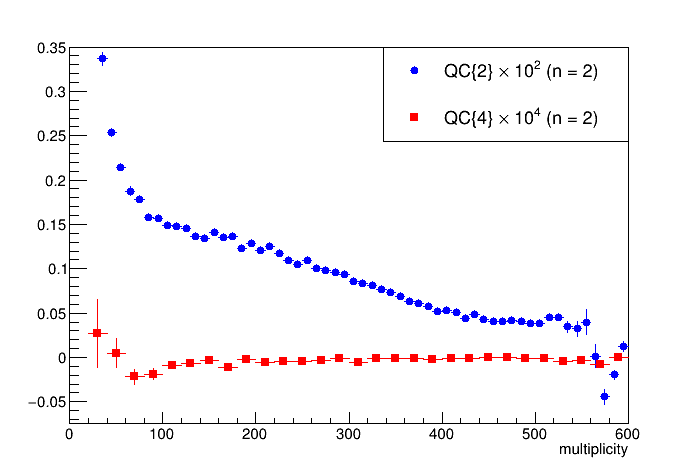 0.35
0.3
0.25
0.2
0.15
0.1
0.05
0
−0.05
QC{2} × 10² (n = 2)
QC{4} × 10⁴ (n = 2)
0 100 200 300 400 500 600
multiplicity